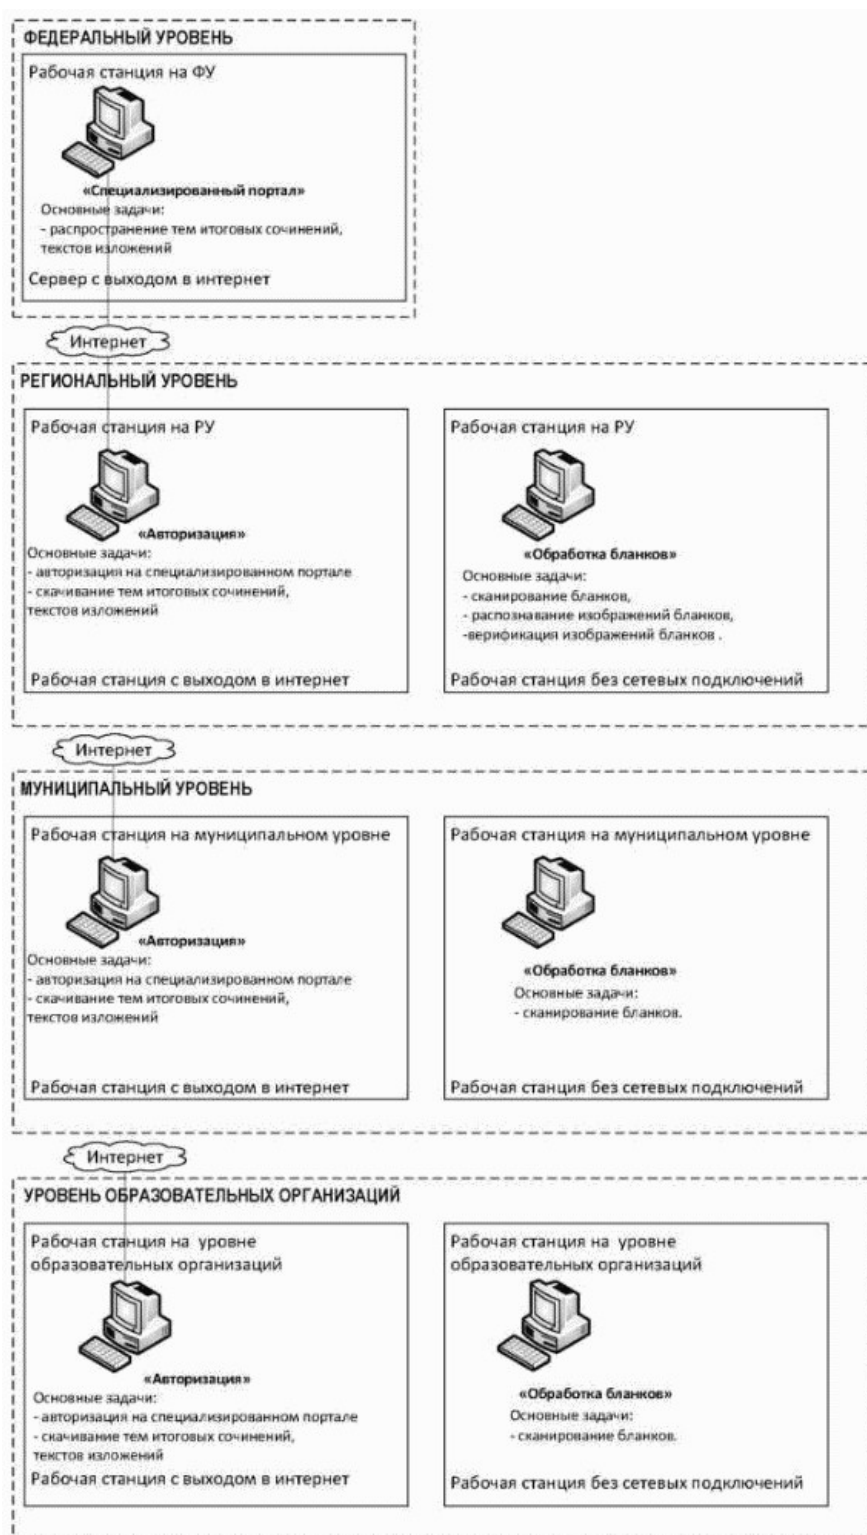 ФЕДЕРАЛЬНЫЙ УРОВЕНЬ
Рабочая станция на ФУ
«Специализированный портал»
Основные задачи:
- распространение тем итоговых сочинений,
текстов изложений
Сервер с выходом в интернет
Интернет
РЕГИОНАЛЬНЫЙ УРОВЕНЬ
Рабочая станция на РУ
«Авторизация»
Основные задачи:
- авторизация на специализированном портале
- скачивание тем итоговых сочинений,
текстов изложений
Рабочая станция с выходом в интернет
Рабочая станция на РУ
«Обработка бланков»
Основные задачи:
- сканирование бланков,
- распознавание изображений бланков,
-верификация изображений бланков .
Рабочая станция без сетевых подключений
Интернет
МУНИЦИПАЛЬНЫЙ УРОВЕНЬ
Рабочая станция на муниципальном уровне
«Авторизация»
Основные задачи:
- авторизация на специализированном портале
- скачивание тем итоговых сочинений,
текстов изложений
Рабочая станция с выходом в интернет
Рабочая станция на муниципальном уровне
«Обработка бланков»
Основные задачи:
- сканирование бланков.
Рабочая станция без сетевых подключений
Интернет
УРОВЕНЬ ОБРАЗОВАТЕЛЬНЫХ ОРГАНИЗАЦИЙ
Рабочая станция на уровне
образовательных организаций
«Авторизация»
Основные задачи:
- авторизация на специализированном портале
- скачивание тем итоговых сочинений,
текстов изложений
Рабочая станция с выходом в интернет
Рабочая станция на уровне
образовательных организаций
«Обработка бланков»
Основные задачи:
- сканирование бланков.
Рабочая станция без сетевых подключений